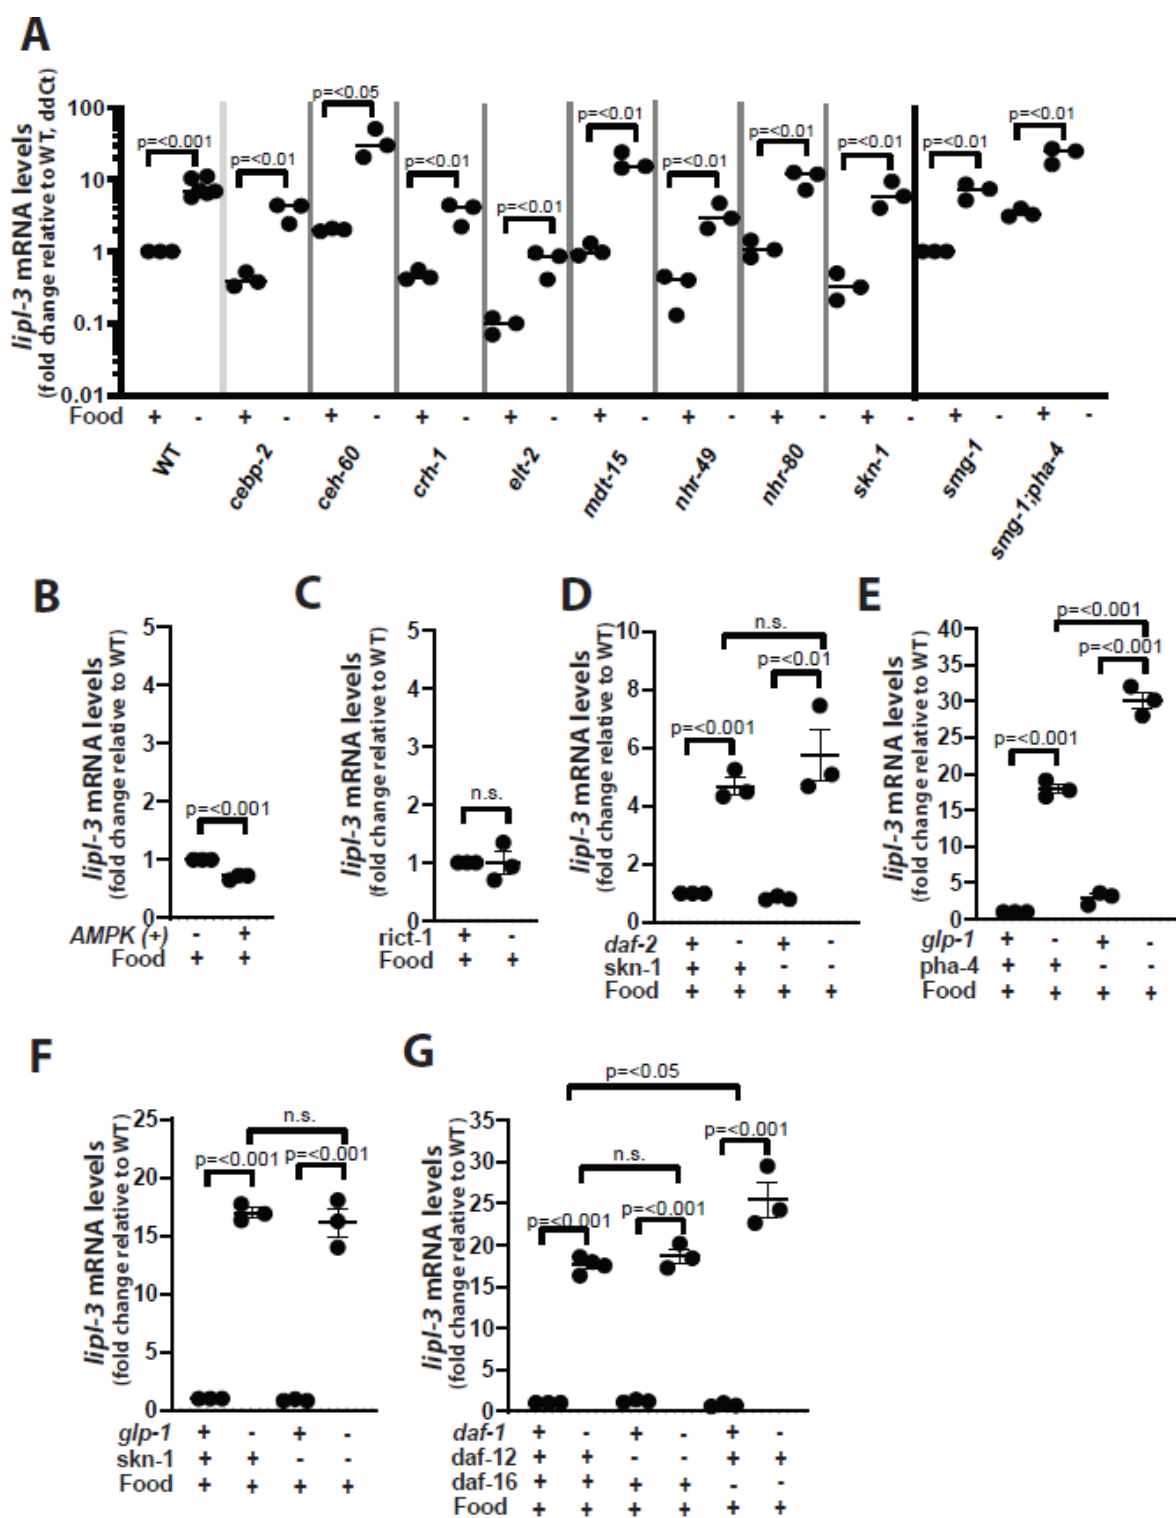 A
lipl-3 mRNA levels
(fold change relative to WT, ddCt)
100
10
1
0.1
0.01
p=<0.001
p=<0.01
p=<0.05
p=<0.01
p=<0.01
p=<0.01
p=<0.01
p=<0.01
p=<0.01
p=<0.01
p=<0.01
Food + - + - + - + - + - + - + - + - + - + - + -
WT
cebp-2
ceh-60
crh-1
elt-2
mdt-15
nhr-49
nhr-80
skn-1
smg-1
smg-1;pha-4
B
lipl-3 mRNA levels
(fold change relative to WT)
5
4
3
2
1
0
p=<0.001
AMPK (+) - +
Food + +
C
lipl-3 mRNA levels
(fold change relative to WT)
5
4
3
2
1
0
n.s.
rict-1 + -
Food + +
D
lipl-3 mRNA levels
(fold change relative to WT)
10
8
6
4
2
0
n.s.
p=<0.01
p=<0.001
daf-2 + - + -
skn-1 + + - -
Food + + + +
E
lipl-3 mRNA levels
(fold change relative to WT)
40
35
30
25
20
15
10
5
0
p=<0.001
p=<0.001
p=<0.001
glp-1 + - + -
pha-4 + + - -
Food + + + +
F
lipl-3 mRNA levels
(fold change relative to WT)
25
20
15
10
5
0
n.s.
p=<0.001
p=<0.001
glp-1 + - + -
skn-1 + + - -
Food + + + +
G
lipl-3 mRNA levels
(fold change relative to WT)
35
30
25
20
15
10
5
0
p=<0.05
p=<0.001
n.s.
p=<0.001
p=<0.001
daf-1 + - + - + -
daf-12 + + - - + +
daf-16 + + + + - -
Food + + + + + +